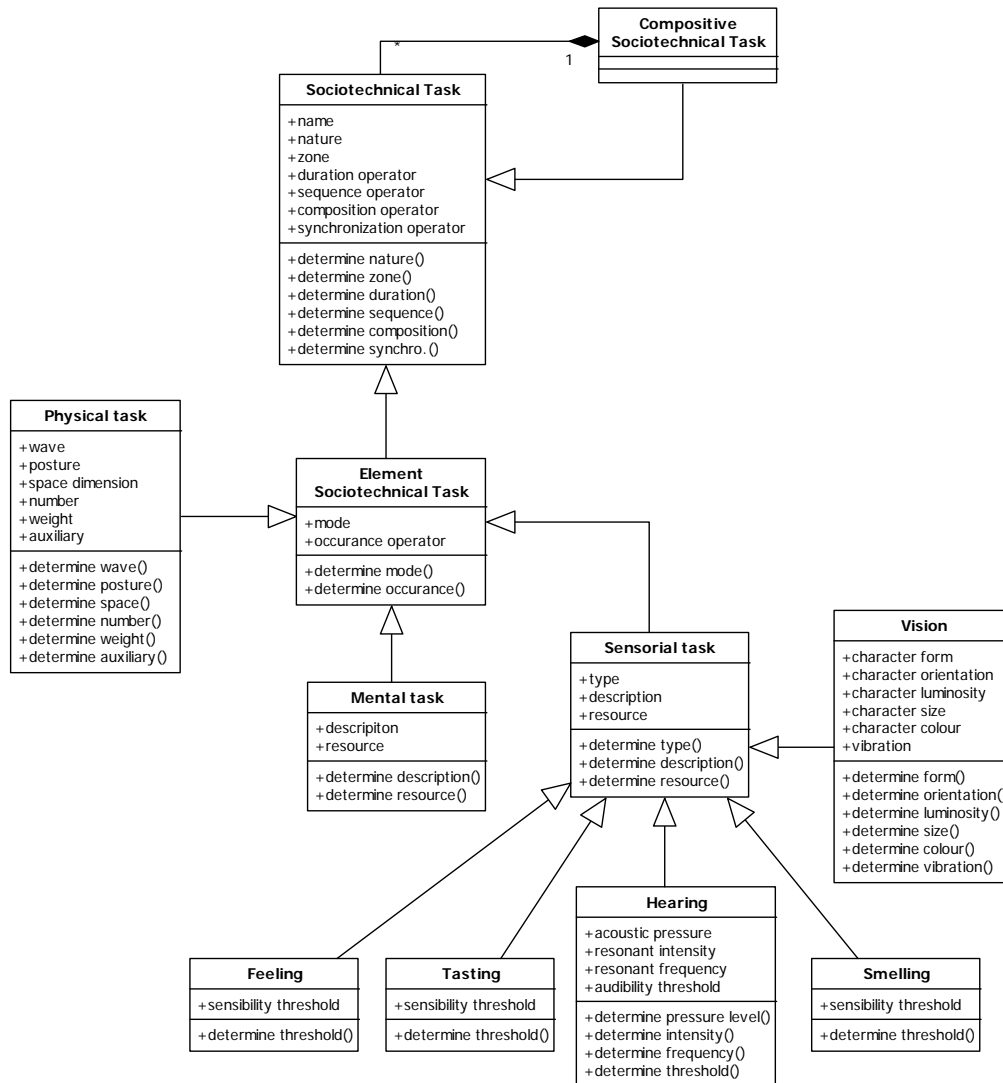 Compositive
Sociotechnical Task
*
1
Sociotechnical Task
+name
+nature
+zone
+duration operator
+sequence operator
+composition operator
+synchronization operator
+determine nature()
+determine zone()
+determine duration()
+determine sequence()
+determine composition()
+determine synchro.()
Physical task
+wave
+posture
+space dimension
+number
+weight
+auxiliary
+determine wave()
+determine posture()
+determine space()
+determine number()
+determine weight()
+determine auxiliary()
Element
Sociotechnical Task
+mode
+occurance operator
+determine mode()
+determine occurance()
Mental task
+descripiton
+resource
+determine description()
+determine resource()
Sensorial task
+type
+description
+resource
+determine type()
+determine description()
+determine resource()
Vision
+character form
+character orientation
+character luminosity
+character size
+character colour
+vibration
+determine form()
+determine orientation()
+determine luminosity()
+determine size()
+determine colour()
+determine vibration()
Feeling
+sensibility threshold
+determine threshold()
Tasting
+sensibility threshold
+determine threshold()
Hearing
+acoustic pressure
+resonant intensity
+resonant frequency
+audibility threshold
+determine pressure level()
+determine intensity()
+determine frequency()
+determine threshold()
Smelling
+sensibility threshold
+determine threshold()